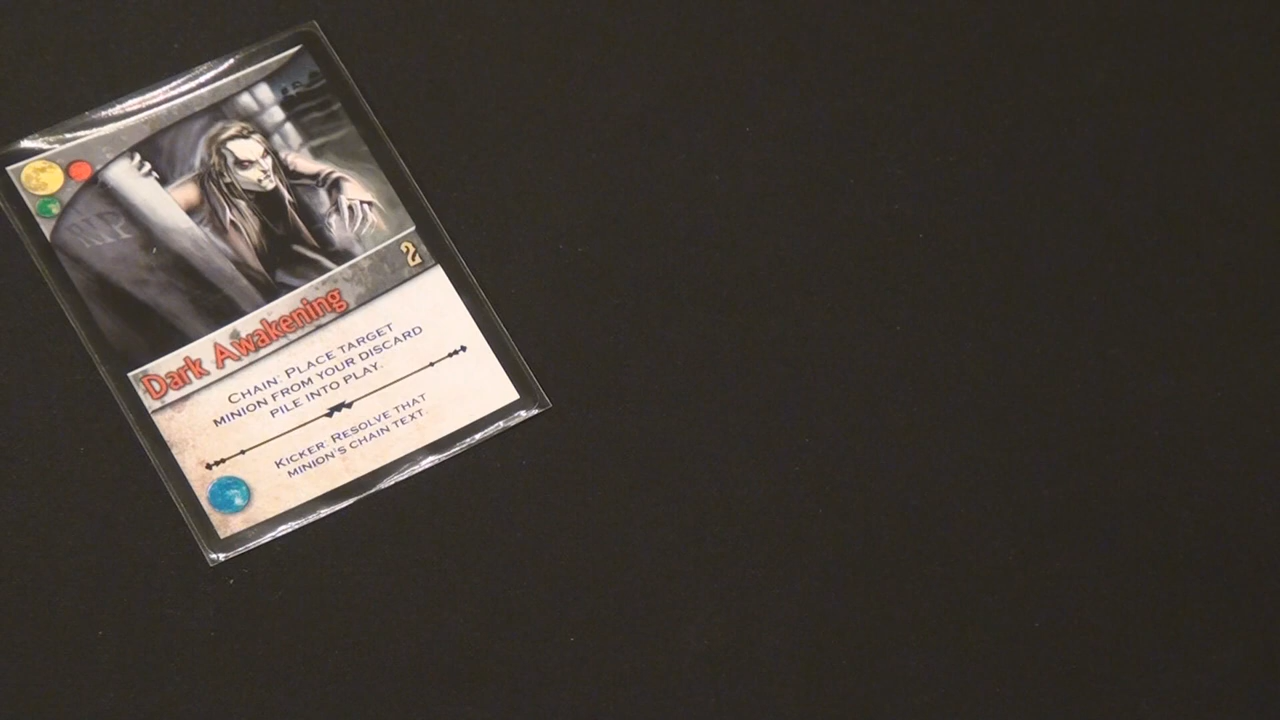 RIP
2
Dark Awakening
CHAIN: PLACE TARGET
MINION FROM YOUR DISCARD
PILE INTO PLAY.
KICKER: RESOLVE THAT
MINION'S CHAIN TEXT.